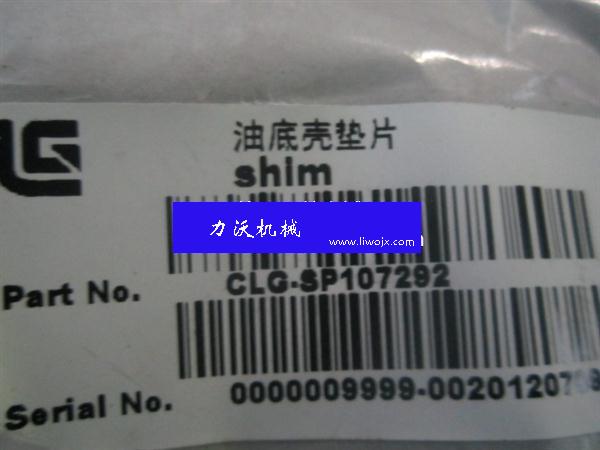 油底壳垫片
shim
力沃机械
www.liwojx.com
Part No.
CLG-SP107292
Serial No.